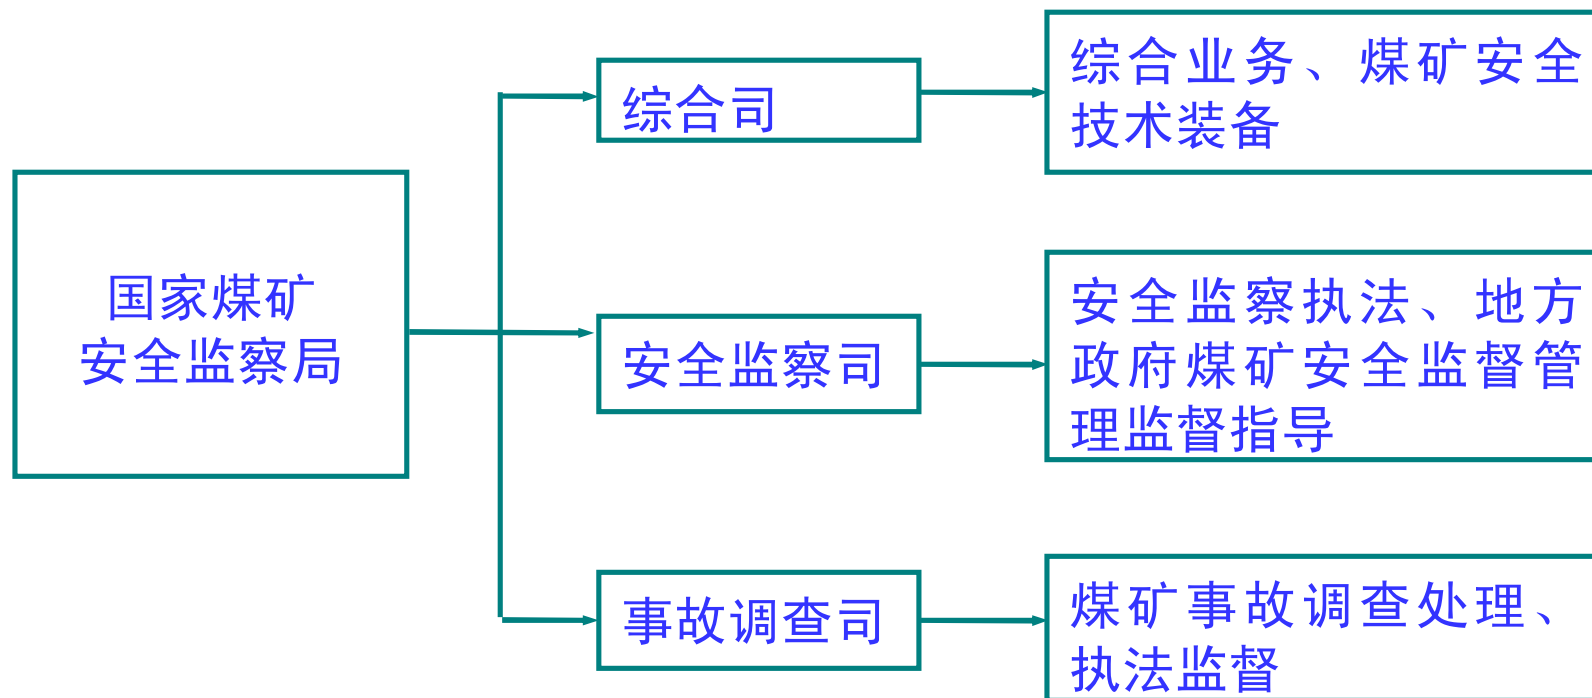 国家煤矿
安全监察局
综合司
综合业务、煤矿安全
技术装备
安全监察司
安全监察执法、地方
政府煤矿安全监督管
理监督指导
事故调查司
煤矿事故调查处理、
执法监督